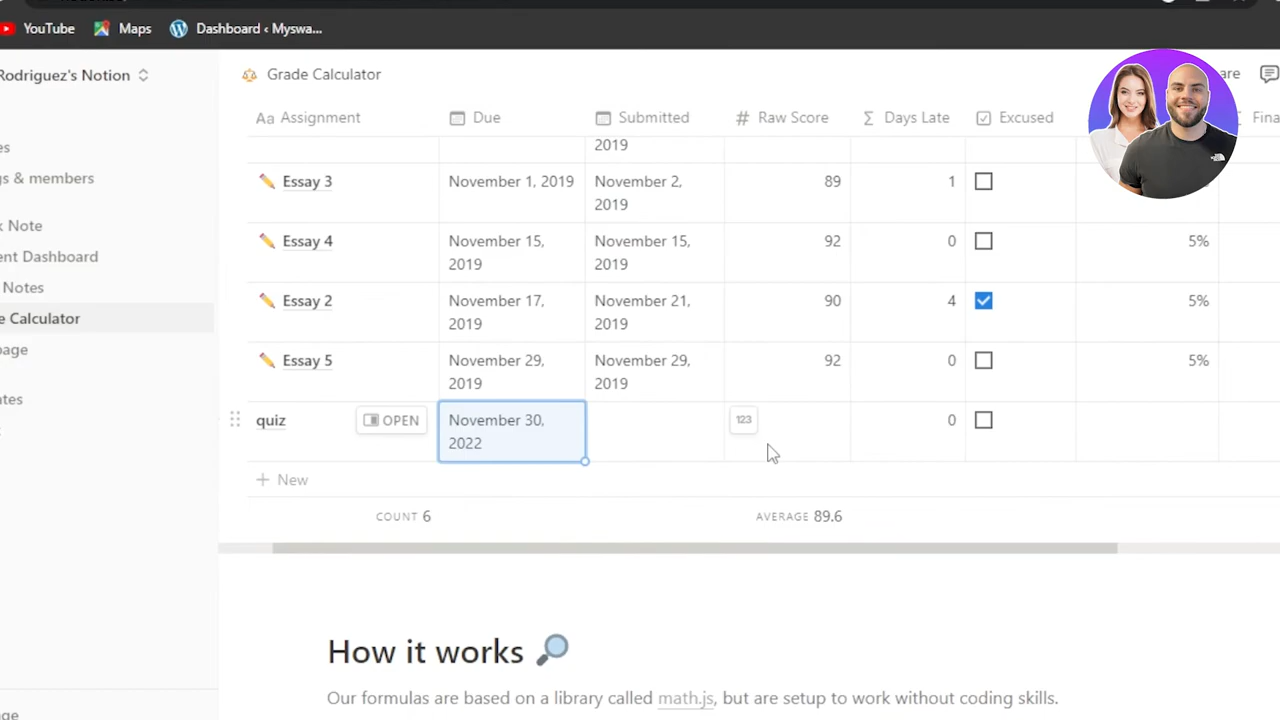 YouTube Maps Dashboard ‹ Myswa...
Rodriguez's Notion
Grade Calculator
Aa Assignment Due Submitted # Raw Score Σ Days Late Excused
2019
Essay 3 November 1, 2019 November 2, 89 1
2019
Essay 4 November 15, November 15, 92 0 5%
2019 2019
Essay 2 November 17, November 21, 90 4 5%
2019 2019
Essay 5 November 29, November 29, 92 0 5%
2019 2019
quiz OPEN November 30, 123 0
2022
+ New
COUNT 6 AVERAGE 89.6
How it works
Our formulas are based on a library called math.js, but are setup to work without coding skills.
gs & members
Note
ent Dashboard
Notes
e Calculator
page